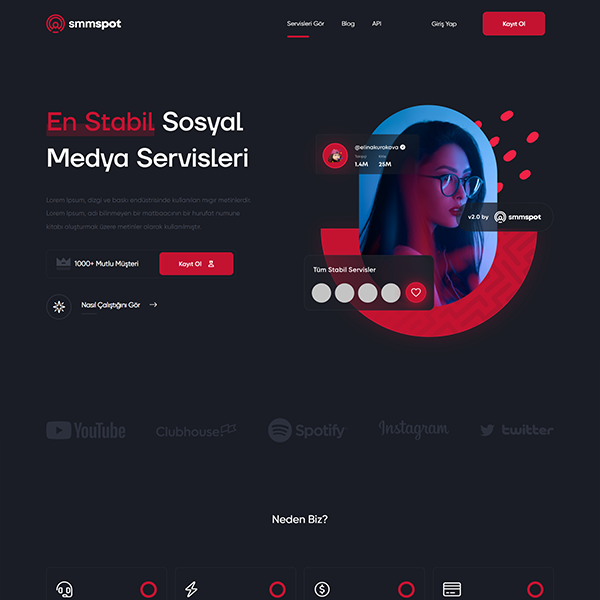 smmspot
Servisleri Gör
Blog
API
Giriş Yap
Kayıt Ol
En Stabil Sosyal
Medya Servisleri
Lorem Ipsum, dizgi ve baskı endüstrisinde kullanılan mıgır metinlerdir.
Lorem Ipsum, adı bilinmeyen bir matbaacının bir hurufat numune
kitabı oluşturmak üzere metinler olarak kullanılmıştır.
1000+ Mutlu Müşteri
Kayıt Ol
Nasıl Çalıştığını Gör
@elinakurokova
1.4M
25M
v2.0 by smmspot
Tüm Stabil Servisler
YouTube
Clubhouse
Spotify
Instagram
twitter
Neden Biz?